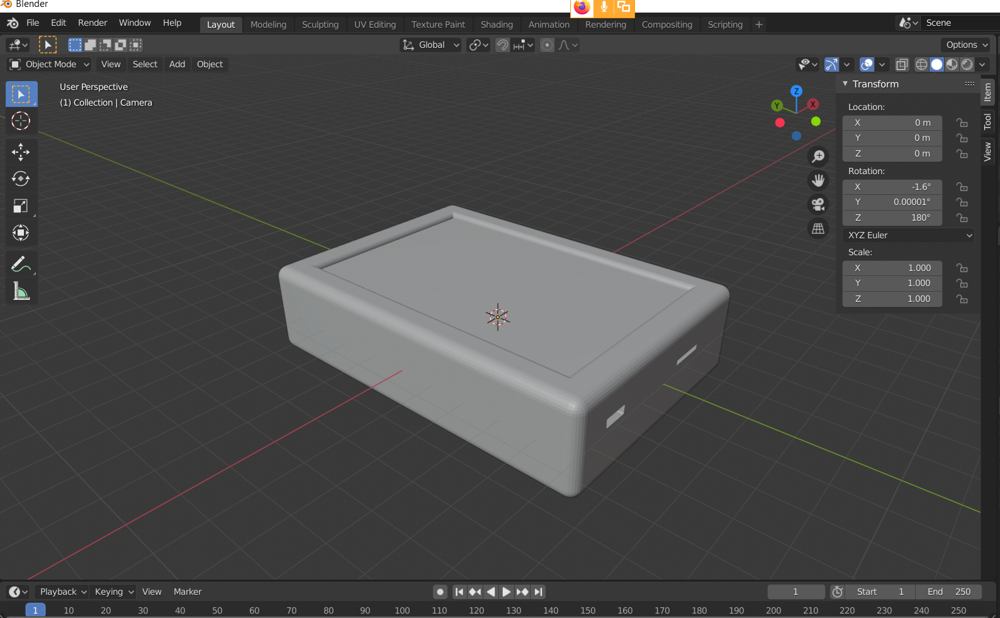 Blender
File Edit Render Window Help Layout Modeling Sculpting UV Editing Texture Paint Shading Animation Rendering Compositing Scripting + Scene
Global Options
Object Mode View Select Add Object
User Perspective
(1) Collection | Camera
Z
Y
X
Transform
Location:
X 0 m
Y 0 m
Z 0 m
Rotation:
X -1.6°
Y 0.00001°
Z 180°
XYZ Euler
Scale:
X 1.000
Y 1.000
Z 1.000
Item
Tool
View
Playback Keying View Marker 1 Start 1 End 250
1 10 20 30 40 50 60 70 80 90 100 110 120 130 140 150 160 170 180 190 200 210 220 230 240 250